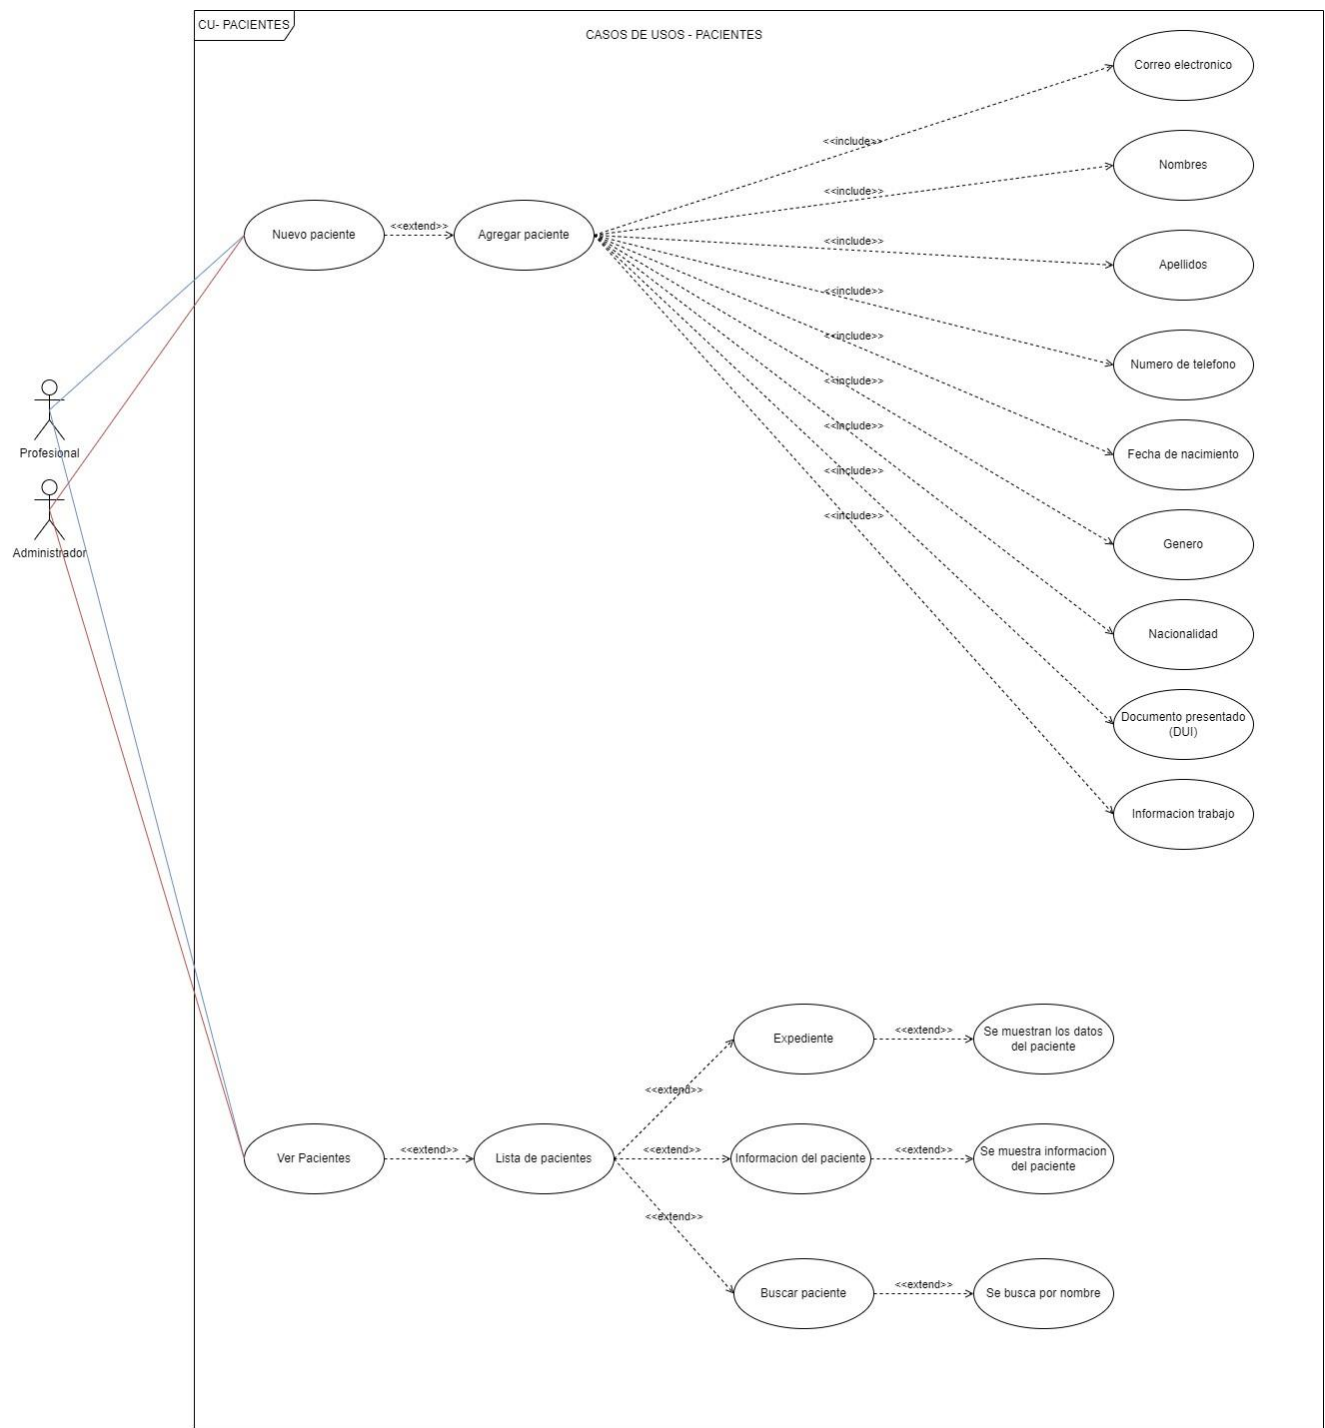 CU- PACIENTES
CASOS DE USOS - PACIENTES
Correo electronico
<<include>>
Nombres
<<include>>
Nuevo paciente
<<extend>>
Agregar paciente
<<include>>
Apellidos
<<include>>
Numero de telefono
<<include>>
Profesional
<<include>>
Fecha de nacimiento
<<include>>
Administrador
<<include>>
Genero
<<include>>
Nacionalidad
Documento presentado
(DUI)
Informacion trabajo
Expediente
<<extend>>
Se muestran los datos
del paciente
<<extend>>
Ver Pacientes
<<extend>>
Lista de pacientes
<<extend>>
Informacion del paciente
<<extend>>
Se muestra informacion
del paciente
<<extend>>
Buscar paciente
<<extend>>
Se busca por nombre